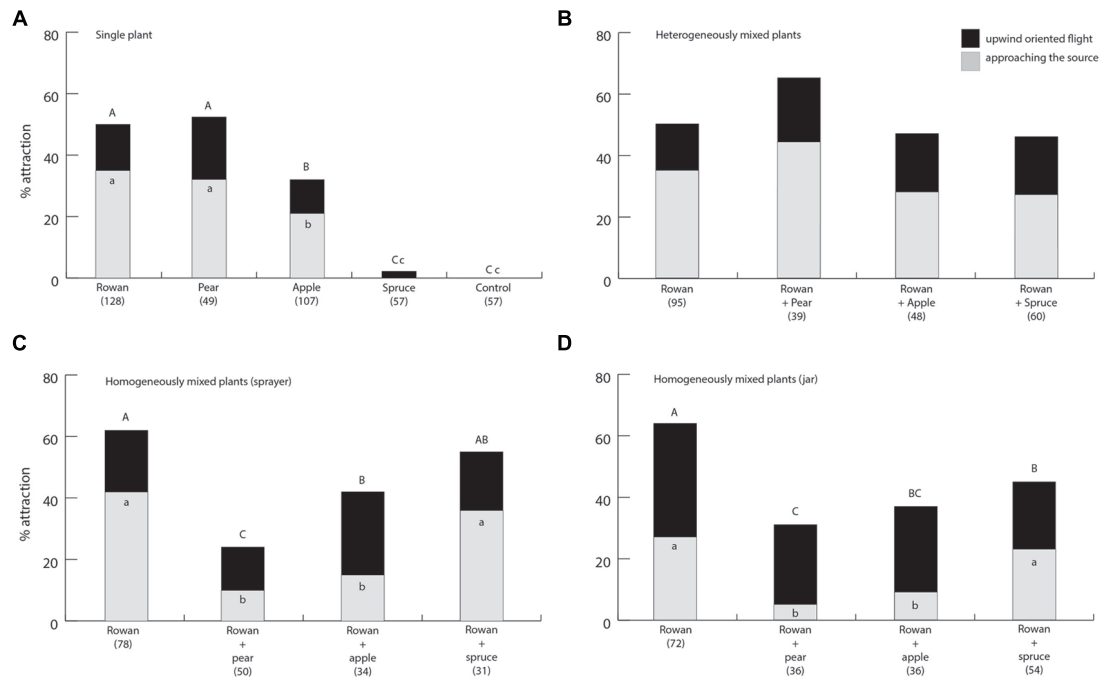 A
Single plant
80
60
40
20
0
% attraction
A
a
A
a
B
b
C c
C c
Rowan
(128)
Pear
(49)
Apple
(107)
Spruce
(57)
Control
(57)
B
Heterogeneously mixed plants
upwind oriented flight
approaching the source
80
60
40
20
0
Rowan
(95)
Rowan
+ Pear
(39)
Rowan
+ Apple
(48)
Rowan
+ Spruce
(60)
C
Homogeneously mixed plants (sprayer)
80
60
40
20
0
% attraction
A
a
C
b
B
b
AB
a
Rowan
(78)
Rowan
+
pear
(50)
Rowan
+
apple
(34)
Rowan
+
spruce
(31)
D
Homogeneously mixed plants (jar)
80
60
40
20
0
A
a
C
b
BC
b
B
a
Rowan
(72)
Rowan
+
pear
(36)
Rowan
+
apple
(36)
Rowan
+
spruce
(54)